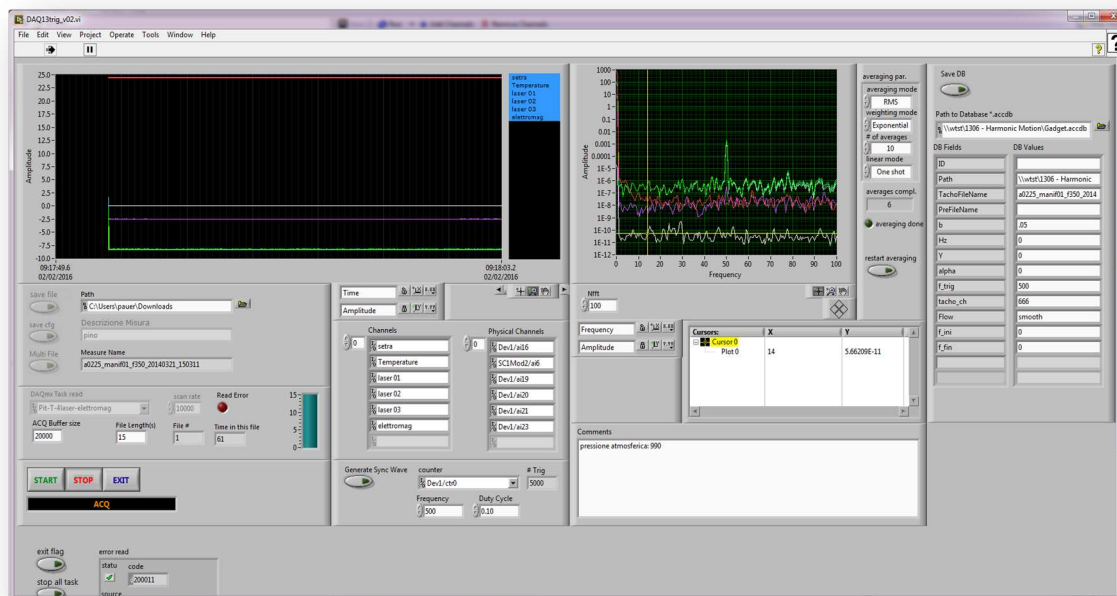 DAQ13trig_v02.vi
File Edit View Project Operate Tools Window Help
25.0
22.5
20.0
17.5
15.0
12.5
10.0
7.5
5.0
2.5
0.0
-2.5
-5.0
-7.5
-10.0
Amplitude
09:17:49.6
02/02/2016
09:18:03.2
02/02/2016
setra
Temperature
laser 01
laser 02
laser 03
elettromag
1000
100
10
1
0.1
0.01
0.001
0.0001
1E-5
1E-6
1E-7
1E-8
1E-9
1E-10
1E-11
1E-12
Amplitude
0 10 20 30 40 50 60 70 80 90 100
Frequency
averaging par.
averaging mode
RMS
weighting mode
Exponential
# of averages
10
linear mode
One shot
averages compl.
6
averaging done
restart averaging
Save DB
Path to Database *.accdb
\\wtst\1306 - Harmonic Motion\Gadget.accdb
DB Fields DB Values
ID
Path \\wtst\1306 - Harmonic
TachoFileName a0225_manif01_f350_2014
PreFileName
b .05
Hz 0
Y 0
alpha 0
f_trig 500
tacho_ch 666
Flow smooth
f_ini 0
f_fin 0
save file
Path
C:\Users\pauer\Downloads
save cfg
Descrizione Misura
pino
Multi File
Measure Name
a0225_manif01_f350_20140321_150311
DAQmx Task read
Pit-T-4laser-elettromag
scan rate
10000
Read Error
ACQ Buffer size
20000
File Length(s)
15
File #
1
Time in this file
61
15
10
5
0
START STOP EXIT
ACQ
Time
Amplitude
Channels Physical Channels
0 setra 0 Dev1/ai16
Temperature SC1Mod2/ai6
laser 01 Dev1/ai19
laser 02 Dev1/ai20
laser 03 Dev1/ai21
elettromag Dev1/ai23
Generate Sync Wave
counter
Dev1/ctr0
# Trig
5000
Frequency
500
Duty Cycle
0.10
Nfft
100
Frequency
Amplitude
Cursors: X Y
Cursor 0
Plot 0 14 5.66209E-11
Comments
pressione atmosferica: 990
exit flag
stop all task
error read
statu code
200011
source